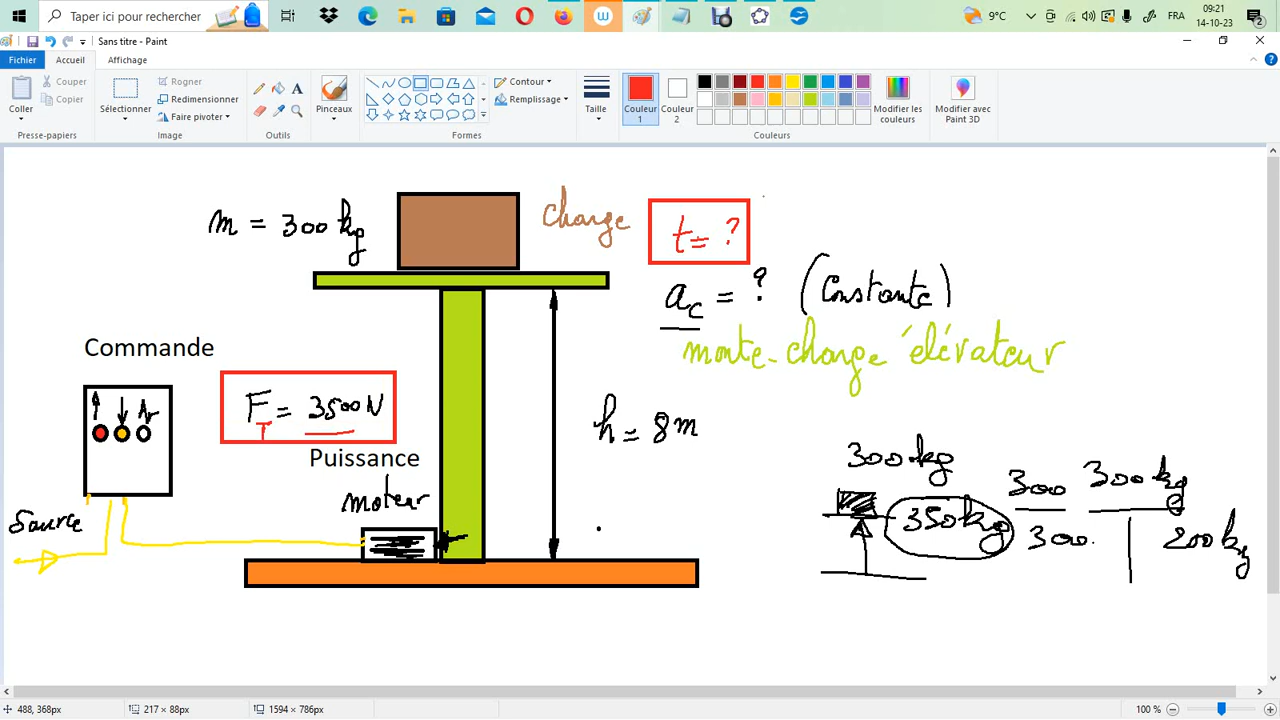 Taper ici pour rechercher
9°C
FRA
09:21
14-10-23
2
Sans titre - Paint
Fichier
Accueil
Affichage
Coller
Couper
Copier
Presse-papiers
Sélectionner
Rogner
Redimensionner
Faire pivoter
Image
A
Outils
Pinceaux
Contour
Remplissage
Formes
Taille
Couleur 1
Couleur 2
Modifier les couleurs
Couleurs
Modifier avec Paint 3D
m = 300 kg
charge
t = ?
a_c = ? (Constante)
monte-charge élévateur
Commande
Ar
F_T = 3500 N
h = 8 m
Puissance
moteur
Source
300 kg
350 kg
300
300.
300 kg
200 kg
488, 368px
217 × 88px
1594 × 786px
100 %